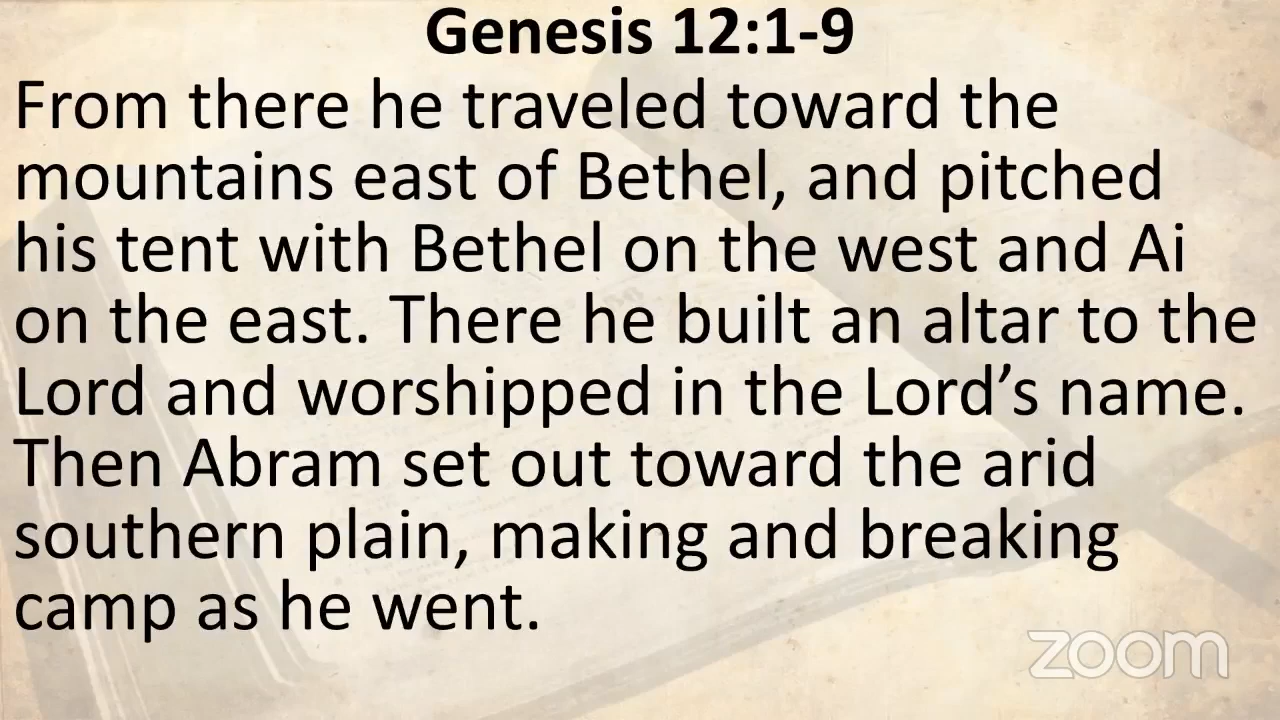 Genesis 12:1-9
From there he traveled toward the
mountains east of Bethel, and pitched
his tent with Bethel on the west and Ai
on the east. There he built an altar to the
Lord and worshipped in the Lord’s name.
Then Abram set out toward the arid
southern plain, making and breaking
camp as he went.
zoom